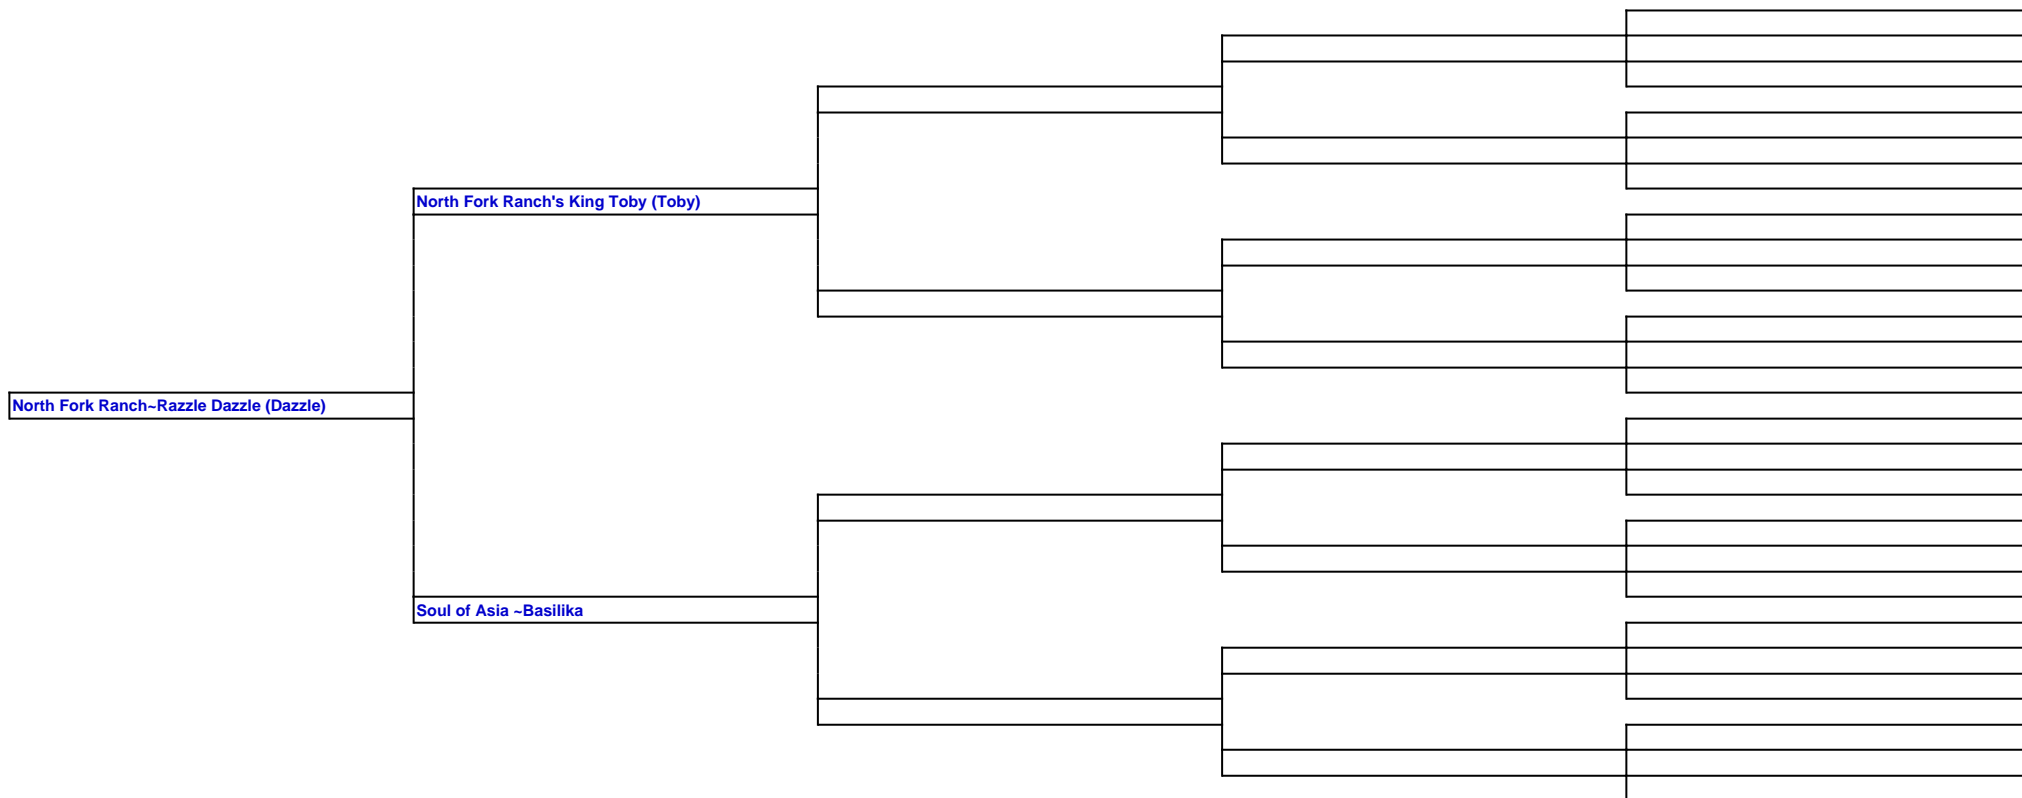 North Fork Ranch's King Toby (Toby)
North Fork Ranch~Razzle Dazzle (Dazzle)
Soul of Asia ~Basilika